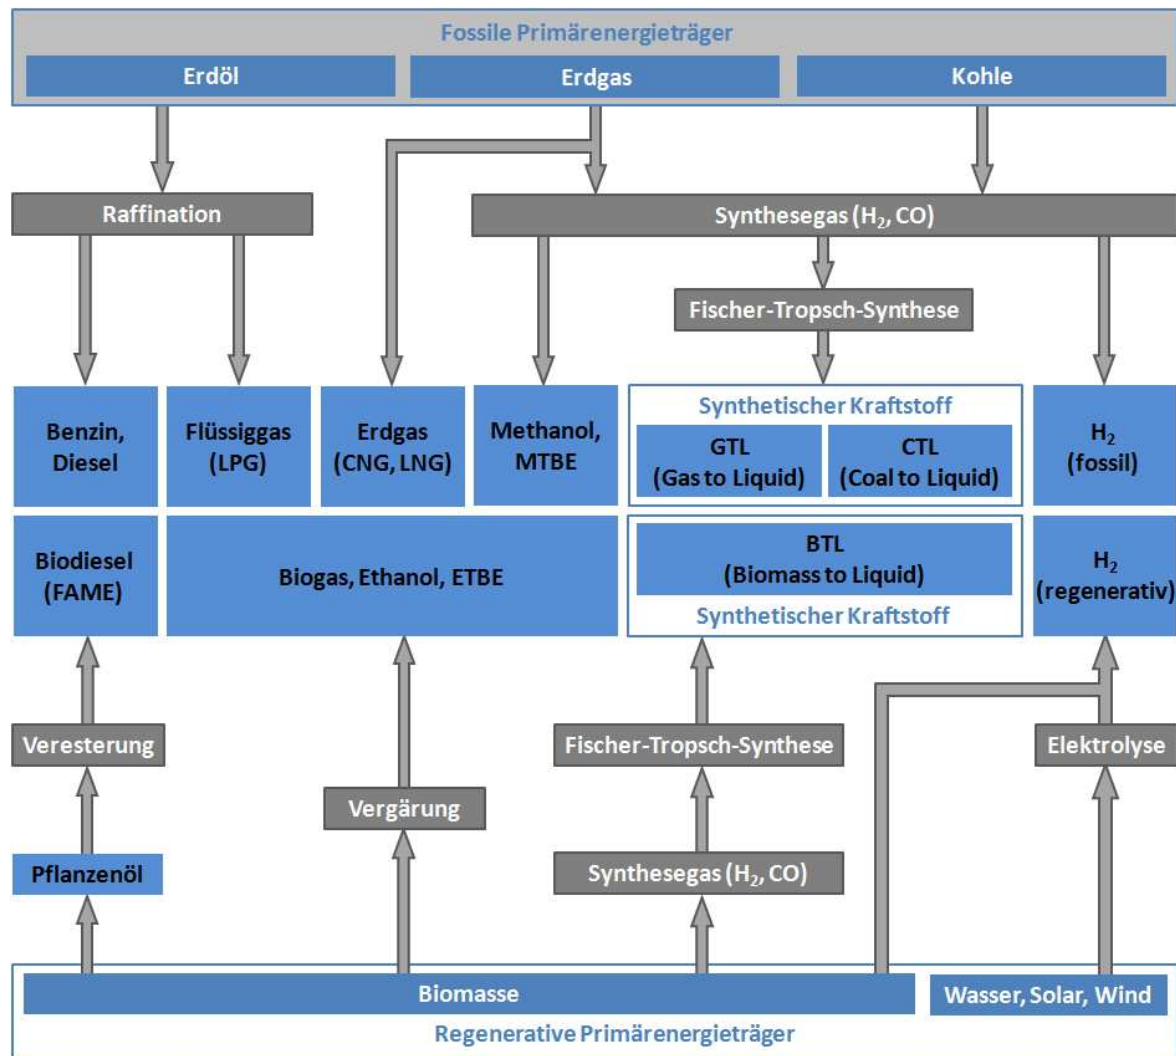 Fossile Primärenergieträger
Erdöl
Erdgas
Kohle
Raffination
Synthesegas (H₂, CO)
Fischer-Tropsch-Synthese
Benzin,
Diesel
Flüssiggas
(LPG)
Erdgas
(CNG, LNG)
Methanol,
MTBE
Synthetischer Kraftstoff
GTL
(Gas to Liquid)
CTL
(Coal to Liquid)
H₂
(fossil)
Biodiesel
(FAME)
Biogas, Ethanol, ETBE
BTL
(Biomass to Liquid)
Synthetischer Kraftstoff
H₂
(regenerativ)
Veresterung
Fischer-Tropsch-Synthese
Elektrolyse
Vergärung
Pflanzenöl
Synthesegas (H₂, CO)
Biomasse
Wasser, Solar, Wind
Regenerative Primärenergieträger